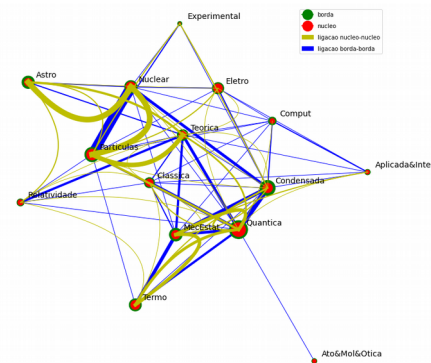 Experimental
borda
nucleo
ligacao nucleo-nucleo
ligacao borda-borda
Astro
Nuclear
Eletro
Comput
Teorica
Particulas
Aplicada&Inte
Classica
Condensada
Relatividade
MecEstat
Quantica
Termo
Ato&Mol&Otica